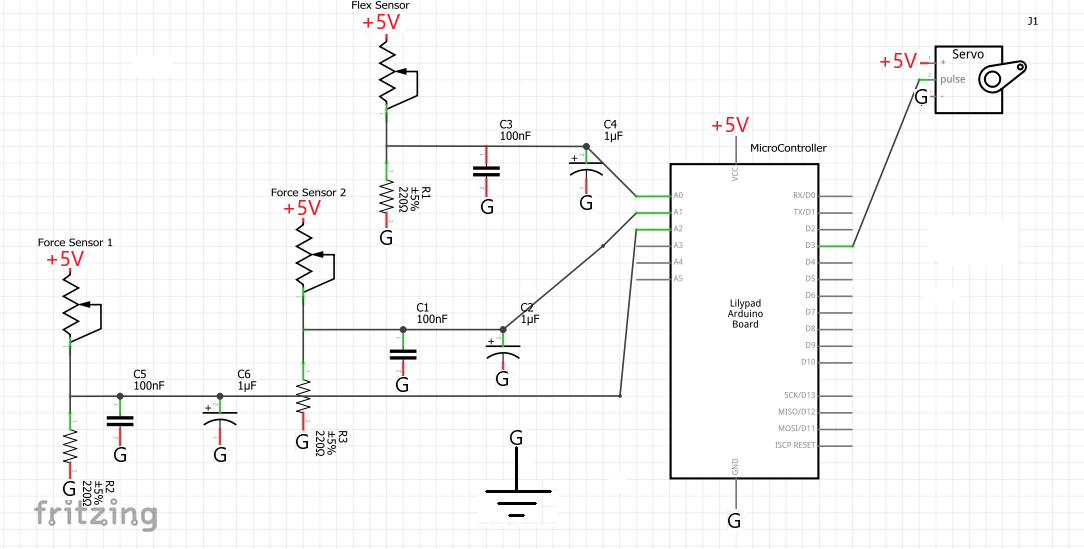 Flex Sensor
+5V
J1
Servo
+5V
+
pulse
G
-
C3
100nF
C4
1µF
+
+5V
MicroController
VCC
Force Sensor 2
+5V
R1
±5%
220Ω
G
G
G
A0
A1
A2
A3
A4
A5
RX/D0
TX/D1
D2
D3
D4
D5
D6
D7
D8
D9
D10
SCK/D13
MISO/D12
MOSI/D11
ISCP RESET
Lilypad
Arduino
Board
GND
G
Force Sensor 1
+5V
C1
100nF
C2
1µF
+
G
G
C5
100nF
C6
1µF
+
G
G
R3
±5%
220Ω
G
G
R2
±5%
220Ω
G
fritzing